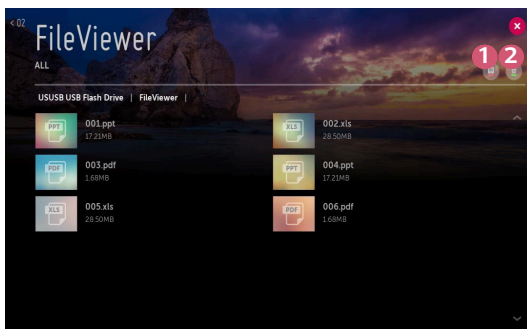 < 02
FileViewer
ALL
1 2
USUSB USB Flash Drive | FileViewer |
PPT 001.ppt
17.21MB
XLS 002.xls
28.50MB
PDF 003.pdf
1.68MB
PPT 004.ppt
17.21MB
XLS 005.xls
28.50MB
PDF 006.pdf
1.68MB